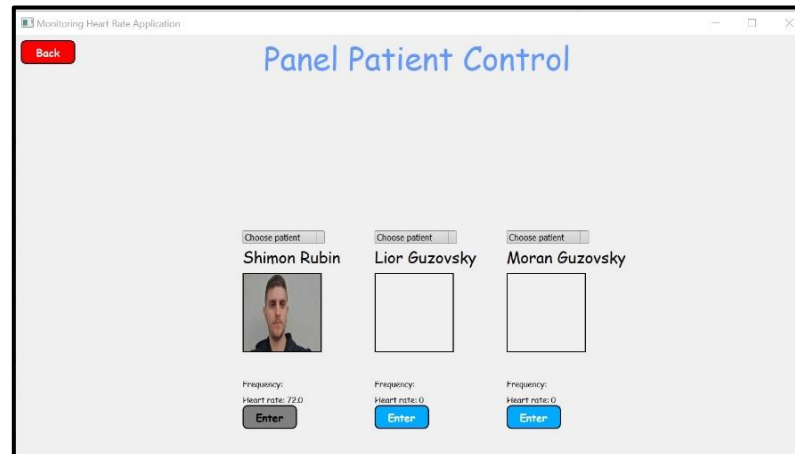 Monitoring Heart Rate Application
Back
Panel Patient Control
Choose patient Choose patient Choose patient
Shimon Rubin Lior Guzovsky Moran Guzovsky
Frequency: Frequency: Frequency:
Heart rate: 72.0 Heart rate: 0 Heart rate: 0
Enter Enter Enter